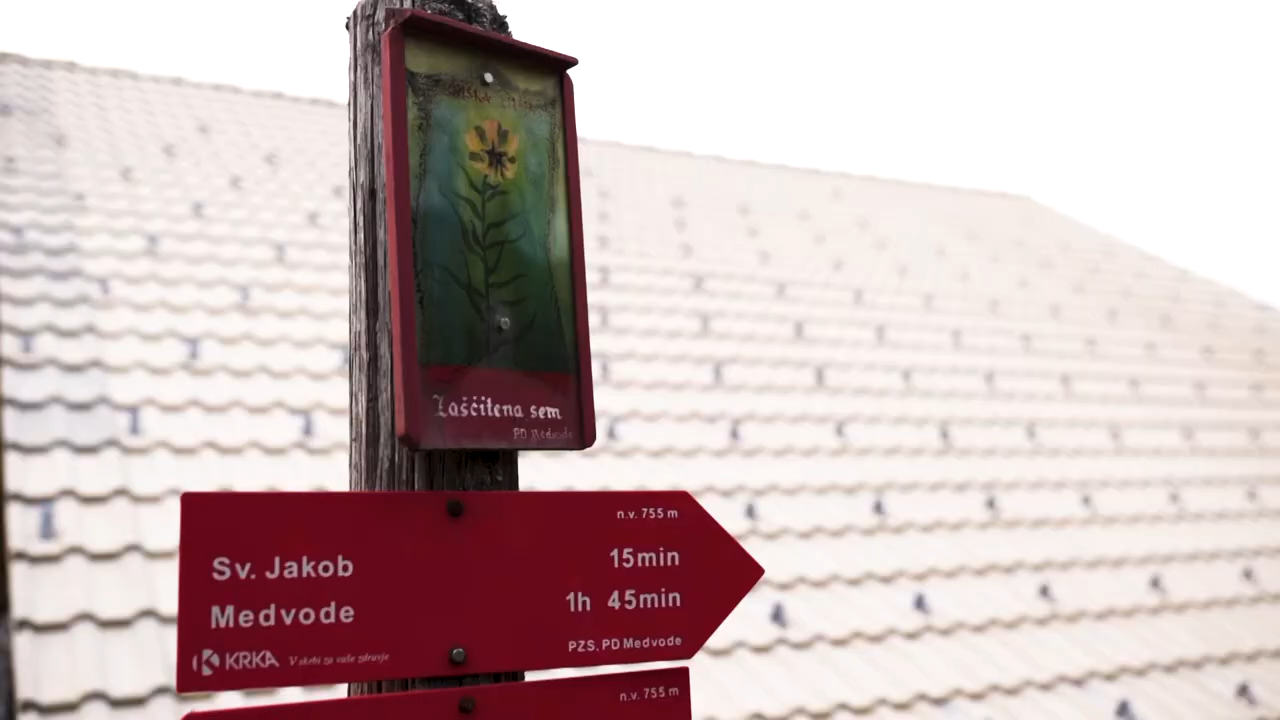 Zaščitena sem
PD Medvode
n.v. 755 m
Sv. Jakob 15min
Medvode 1h 45min
KRKA V skrbi za vaše zdravje PZS, PD Medvode
n.v. 755 m